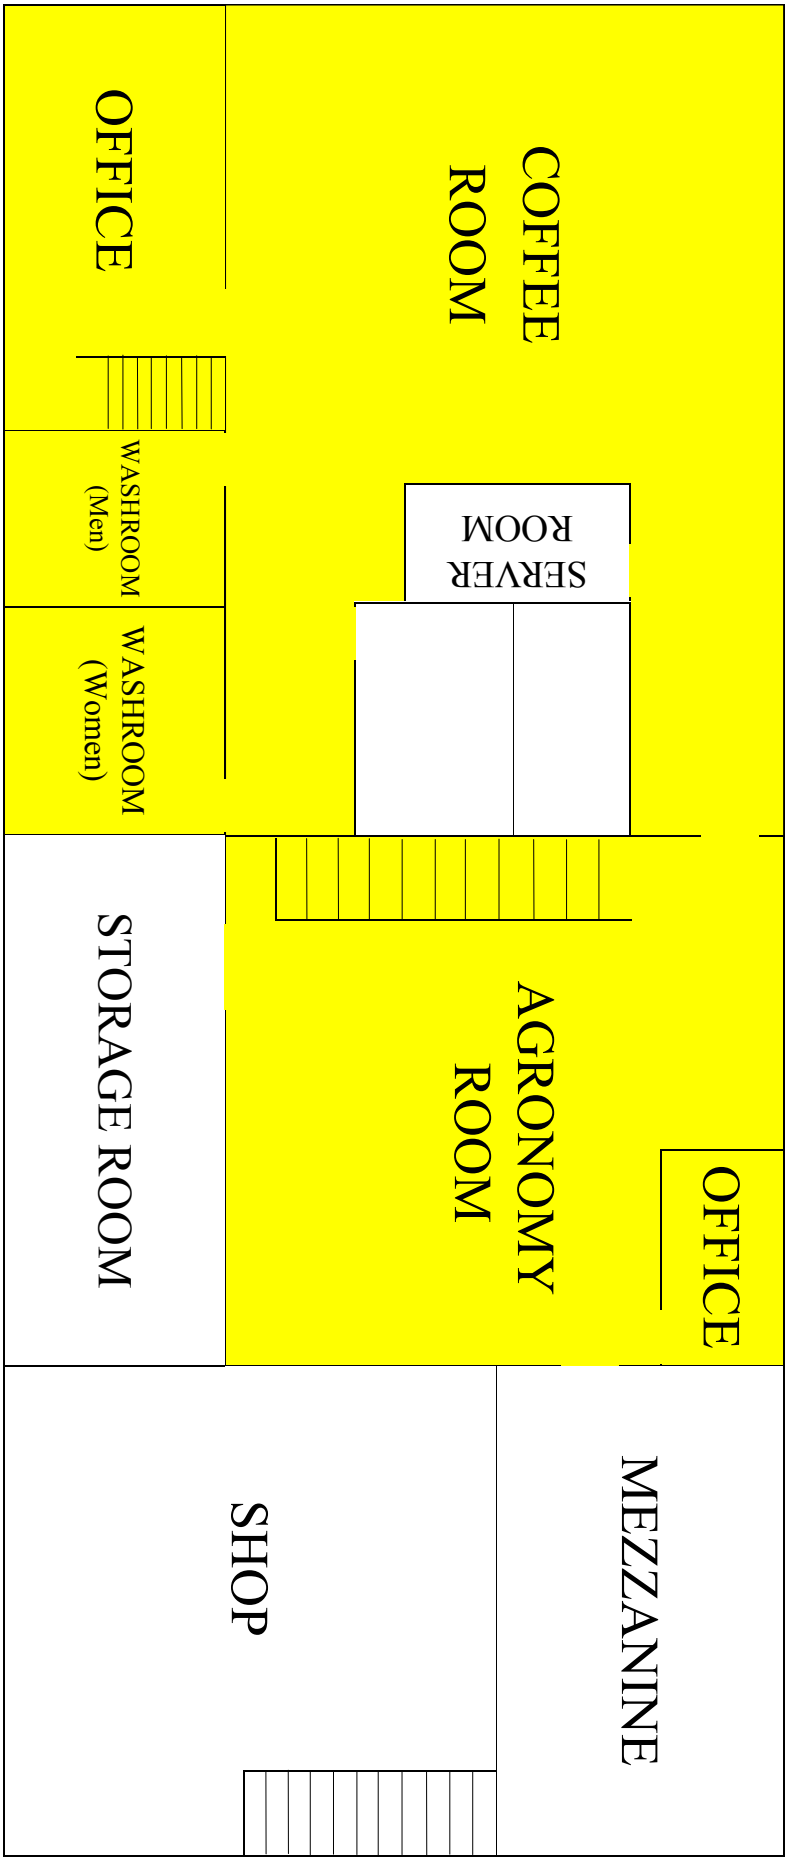 OFFICE
COFFEE
ROOM
WASHROOM
(Men)
SERVER
ROOM
WASHROOM
(Women)
STORAGE ROOM
AGRONOMY
ROOM
OFFICE
SHOP
MEZZANINE